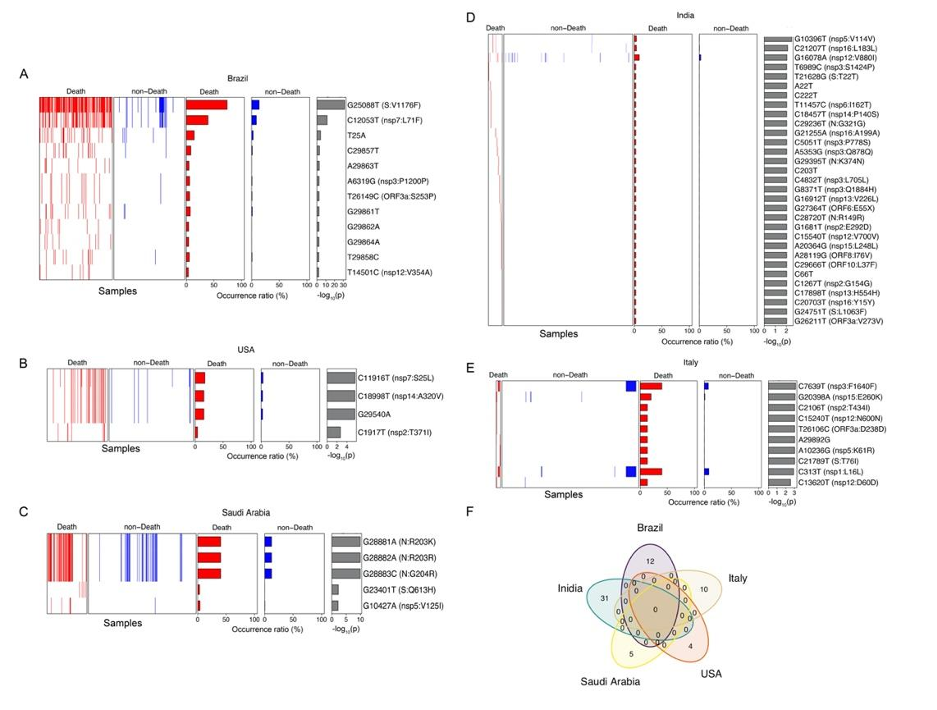 A
Brazil
Death
non−Death
Death
non−Death
G25088T (S:V1176F)
C12053T (nsp7:L71F)
T25A
C29857T
A29863T
A6319G (nsp3:P1200P)
T26149C (ORF3a:S253P)
G29861T
G29862A
G29864A
T29858C
T14501C (nsp12:V354A)
0 50 100 0 50 100 0 10 20 30
Samples
Occurrence ratio (%)
-log10(p)
B
USA
Death
non−Death
Death
non−Death
C11916T (nsp7:S25L)
C18998T (nsp14:A320V)
G29540A
C1917T (nsp2:T371I)
0 50 100 0 50 100 0 2 4
Samples
Occurrence ratio (%)
-log10(p)
C
Saudi Arabia
Death
non−Death
Death
non−Death
G28881A (N:R203K)
G28882A (N:R203R)
G28883C (N:G204R)
G23401T (S:Q613H)
G10427A (nsp5:V125I)
0 50 100 0 50 100 0 5 10
Samples
Occurrence ratio (%)
-log10(p)
D
India
Death
non−Death
Death
non−Death
G10396T (nsp5:V114V)
C21207T (nsp16:L183L)
G16078A (nsp12:V880I)
T6989C (nsp3:S1424P)
T21628G (S:T22T)
A22T
C222T
T11457C (nsp6:I162T)
C18457T (nsp14:P140S)
C29236T (N:G321G)
G21255A (nsp16:A199A)
C5051T (nsp3:P778S)
A5353G (nsp3:Q878Q)
G29395T (N:K374N)
C203T
C4832T (nsp3:L705L)
G8371T (nsp3:Q1884H)
G16912T (nsp13:V226L)
G27364T (ORF6:E55X)
C28720T (N:R149R)
G1681T (nsp2:E292D)
C15540T (nsp12:V700V)
A20364G (nsp15:L248L)
A28119G (ORF8:I76V)
C29666T (ORF10:L37F)
C66T
C1267T (nsp2:G154G)
C17898T (nsp13:H554H)
C20703T (nsp16:Y15Y)
G24751T (S:L1063F)
G26211T (ORF3a:V273V)
0 50 100 0 50 100 0 1 2
Samples
Occurrence ratio (%)
-log10(p)
E
Italy
Death
non−Death
Death
non−Death
C7639T (nsp3:F1640F)
G20398A (nsp15:E260K)
C2106T (nsp2:T434I)
C15240T (nsp12:N600N)
T26106C (ORF3a:D238D)
A29892G
A10236G (nsp5:K61R)
C21789T (S:T76I)
C313T (nsp1:L16L)
C13620T (nsp12:D60D)
0 50 100 0 50 100 0 1 2 3
Samples
Occurrence ratio (%)
-log10(p)
F
Brazil
12
Inidia
31
Italy
10
0
5
4
Saudi Arabia
USA